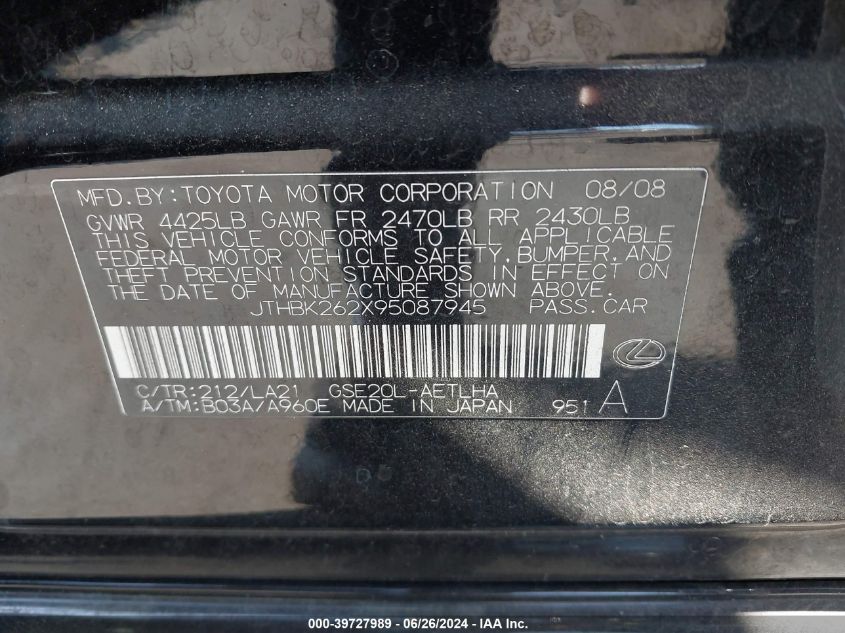 MFD.BY:TOYOTA MOTOR CORPORATION 08/08
GVWR 4425LB GAWR FR 2470LB RR 2430LB
THIS VEHICLE CONFORMS TO ALL APPLICABLE
FEDERAL MOTOR VEHICLE SAFETY,BUMPER,AND
THEFT PREVENTION STANDARDS IN EFFECT ON
THE DATE OF MANUFACTURE SHOWN ABOVE.
JTHBK262X95087945 PASS.CAR
C/TR:212/LA21 GSE20L-AETLHA
A/TM:B03A/A960E MADE IN JAPAN 951 A
000-39727989 - 06/26/2024 - IAA Inc.